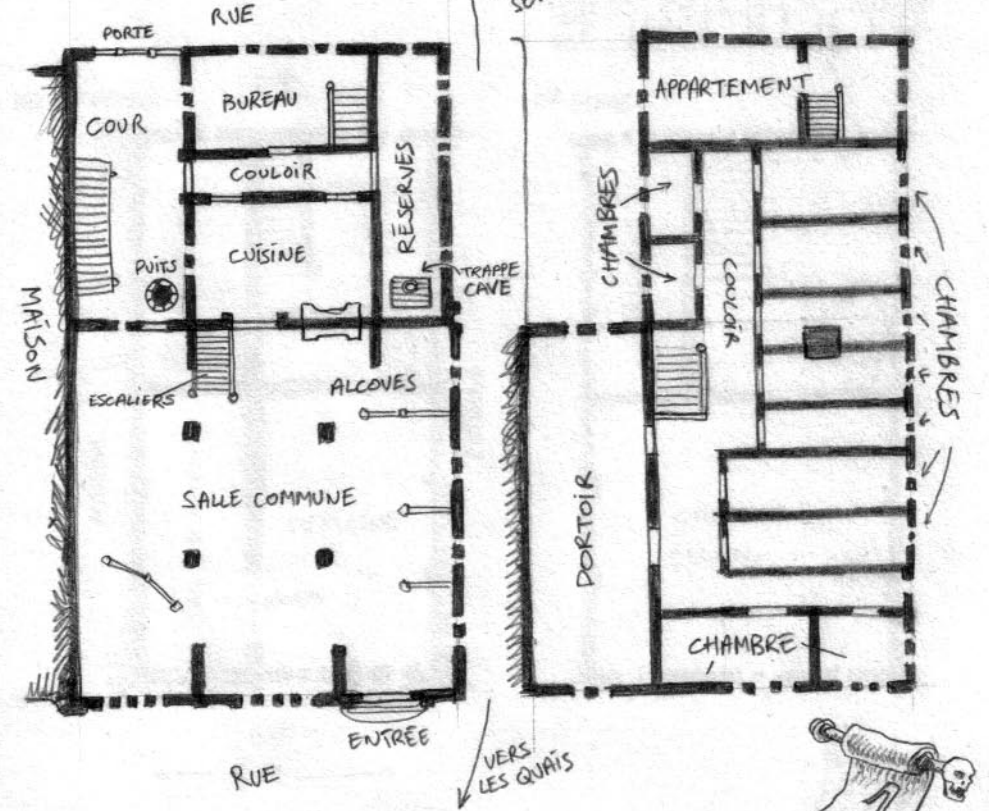 RUE
PORTE
BUREAU
COUR
COULOIR
RÉSERVES
CUISINE
PUITS
TRAPPE
CAVE
MAISON
ESCALIERS
ALCOVES
SALLE COMMUNE
ENTRÉE
RUE
VERS
LES QUAIS
APPARTEMENT
CHAMBRES
COULOIR
CHAMBRES
DORTOIR
CHAMBRE